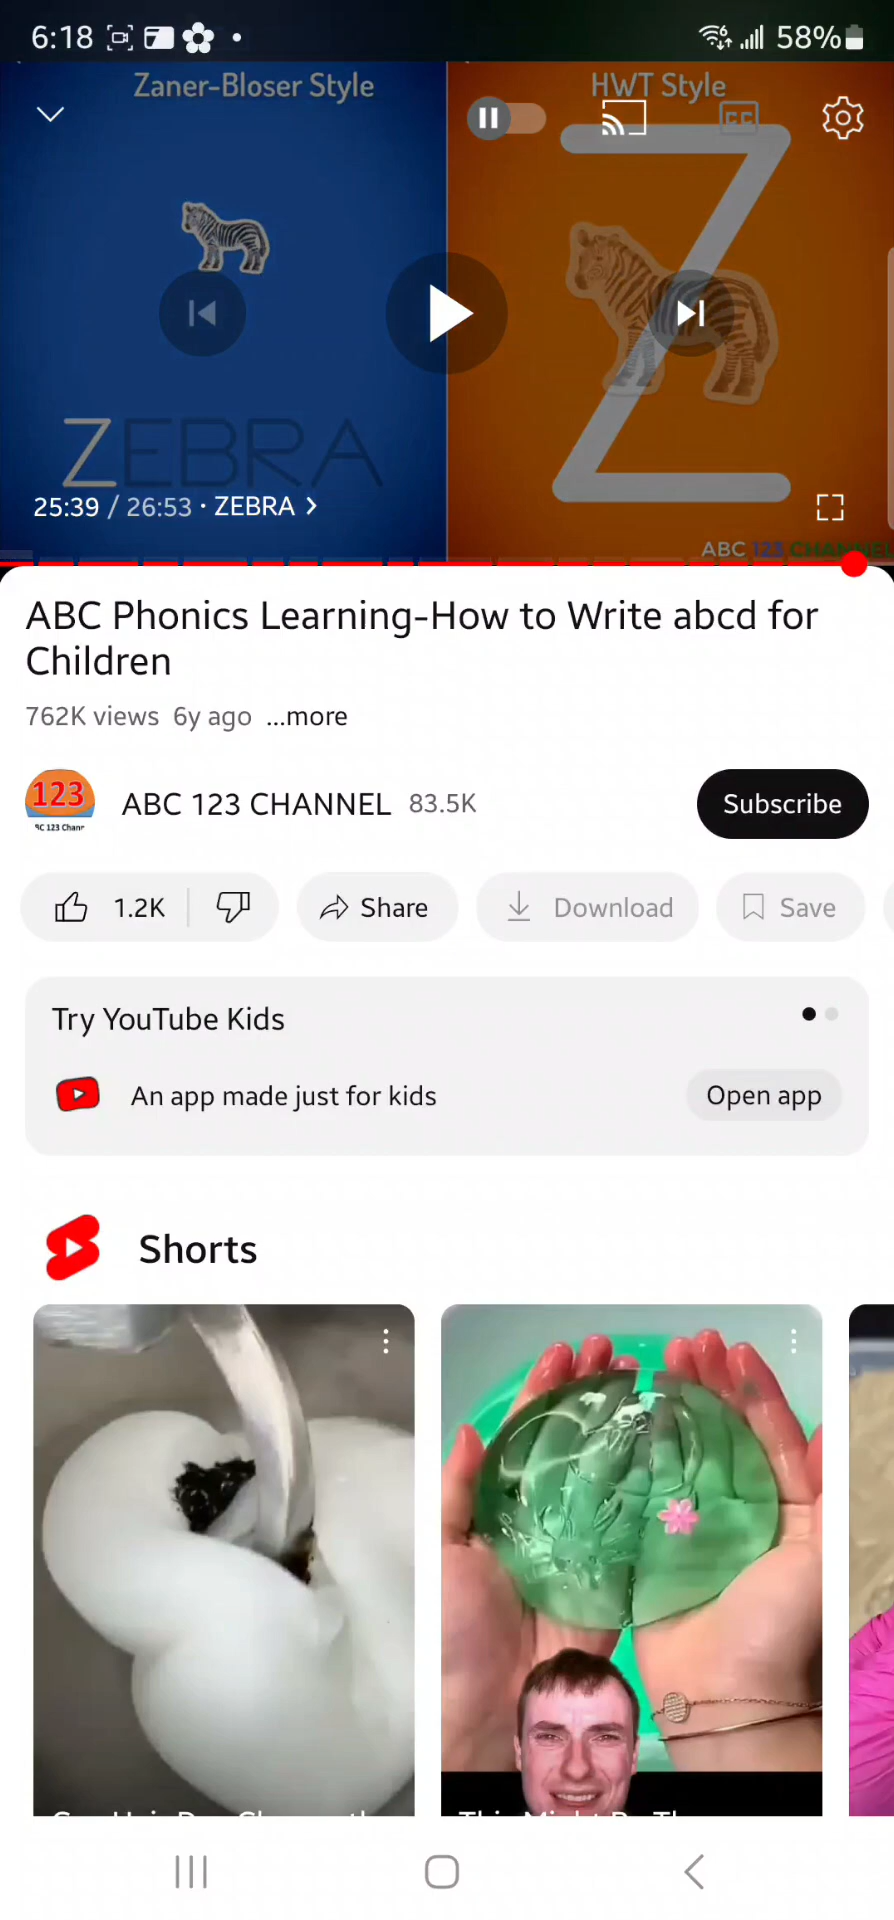 6:18
58%
Zaner-Bloser Style
HWT Style
CC
Z
ZEBRA
25:39 / 26:53 · ZEBRA
ABC 123 CHANNEL
ABC Phonics Learning-How to Write abcd for
Children
762K views 6y ago ...more
123
ABC 123 CHANNEL 83.5K
Subscribe
1.2K
Share
Download
Save
Try YouTube Kids
An app made just for kids
Open app
Shorts